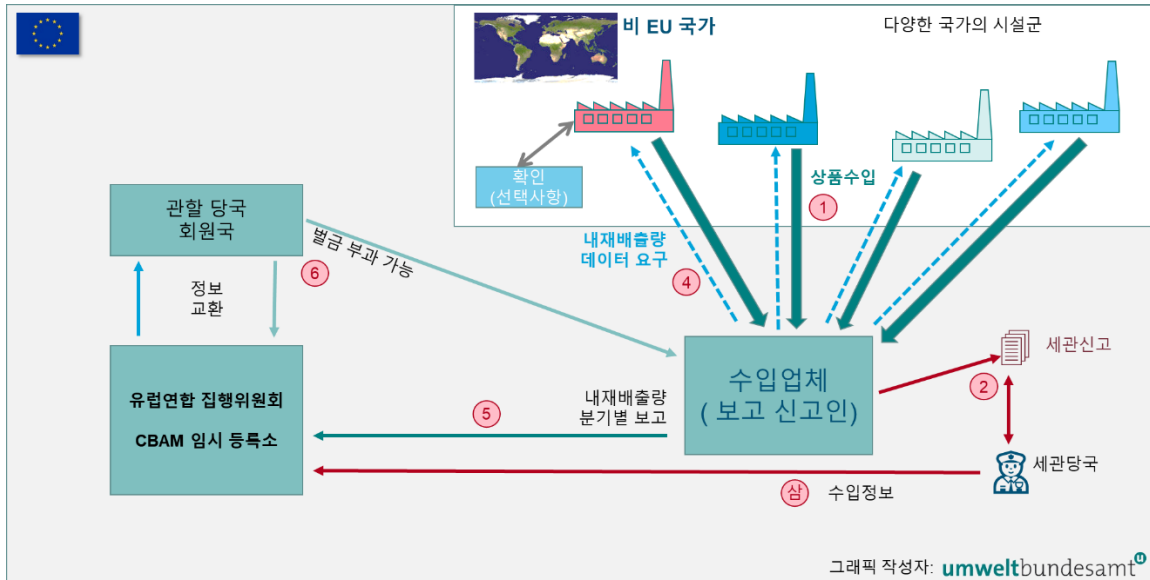 비 EU 국가
다양한 국가의 시설군
확인
(선택사항)
상품수입
1
관할 당국
회원국
벌금 부과 가능
6
내재배출량
데이터 요구
4
정보
교환
세관신고
2
수입업체
( 보고 신고인)
유럽연합 집행위원회
CBAM 임시 등록소
내재배출량
분기별 보고
5
세관당국
삼
수입정보
그래픽 작성자: umweltbundesamt
u